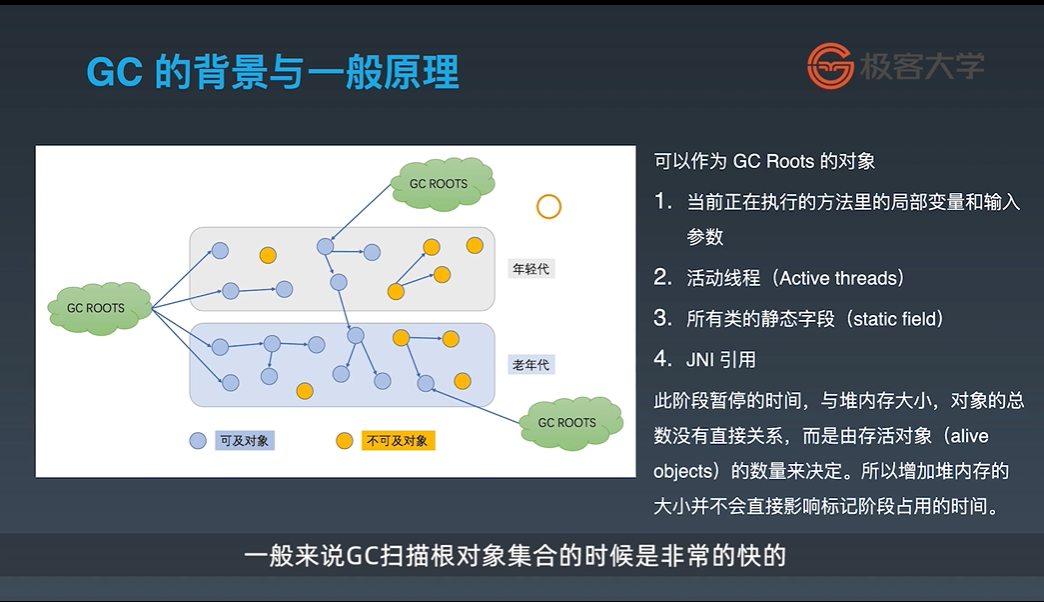 GC 的背景与一般原理
极客大学
GC ROOTS
GC ROOTS
年轻代
老年代
GC ROOTS
可及对象
不可及对象
可以作为 GC Roots 的对象
1. 当前正在执行的方法里的局部变量和输入
参数
2. 活动线程（Active threads）
3. 所有类的静态字段（static field）
4. JNI 引用
此阶段暂停的时间，与堆内存大小，对象的总
数没有直接关系，而是由存活对象（alive
objects）的数量来决定。所以增加堆内存的
大小并不会直接影响标记阶段占用的时间。
一般来说GC扫描根对象集合的时候是非常的快的